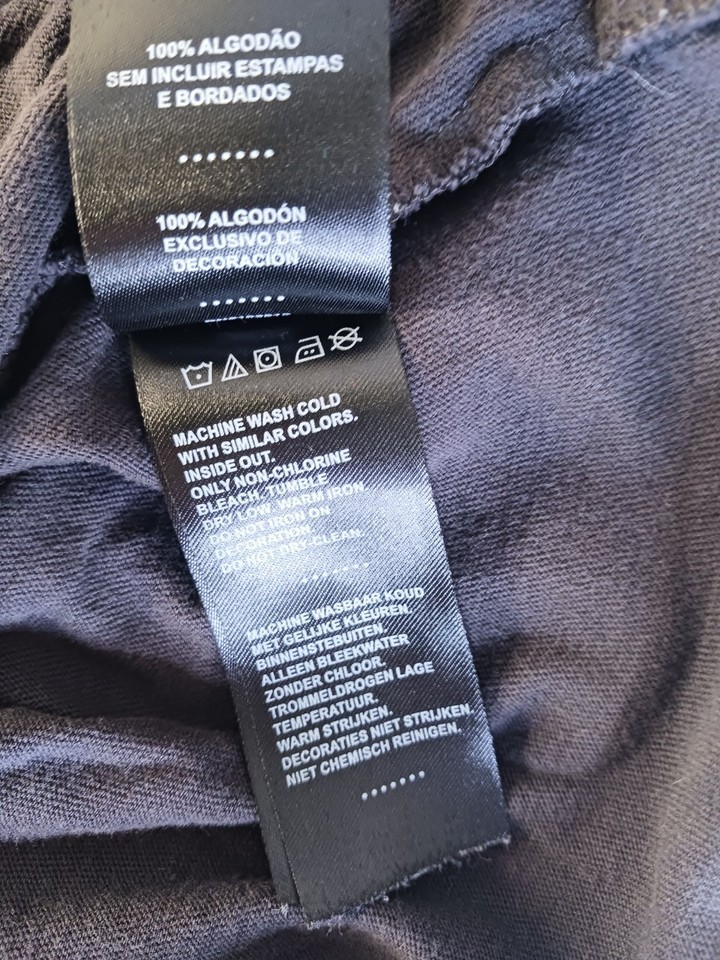 100% ALGODÃO
SEM INCLUIR ESTAMPAS
E BORDADOS
100% ALGODÓN
EXCLUSIVO DE
DECORACIÓN
MACHINE WASH COLD
WITH SIMILAR COLORS.
INSIDE OUT.
ONLY NON-CHLORINE
BLEACH. TUMBLE
DRY LOW. WARM IRON.
DO NOT IRON ON
DECORATION.
DO NOT DRY-CLEAN.
MACHINE WASBAAR KOUD
MET GELIJKE KLEUREN.
BINNENSTEBUITEN.
ALLEEN BLEEKWATER
ZONDER CHLOOR.
TROMMELDROGEN LAGE
TEMPERATUUR.
WARM STRIJKEN.
DECORATIES NIET STRIJKEN.
NIET CHEMISCH REINIGEN.